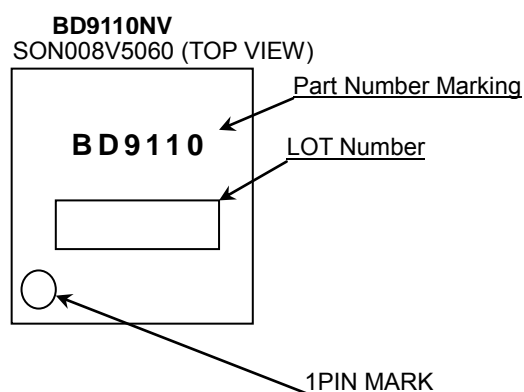 BD9110NV
SON008V5060 (TOP VIEW)
Part Number Marking
BD9110
LOT Number
1PIN MARK